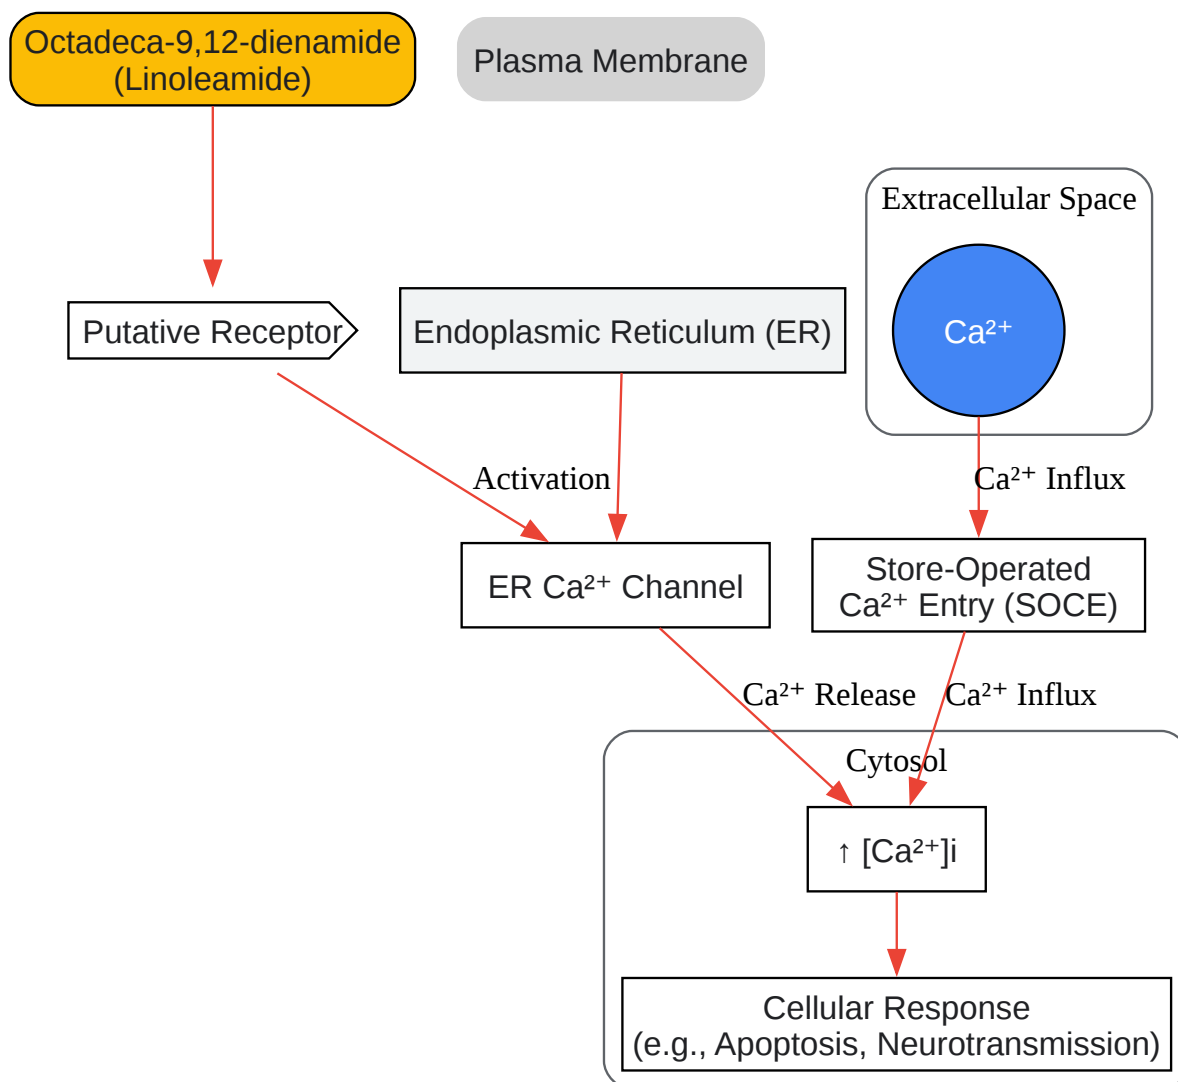 Octadeca-9,12-dienamide
(Linoleamide)
Plasma Membrane
Extracellular Space
Ca²⁺
Putative Receptor
Endoplasmic Reticulum (ER)
Activation
Ca²⁺ Influx
ER Ca²⁺ Channel
Store-Operated
Ca²⁺ Entry (SOCE)
Ca²⁺ Release
Ca²⁺ Influx
Cytosol
↑ [Ca²⁺]i
Cellular Response
(e.g., Apoptosis, Neurotransmission)